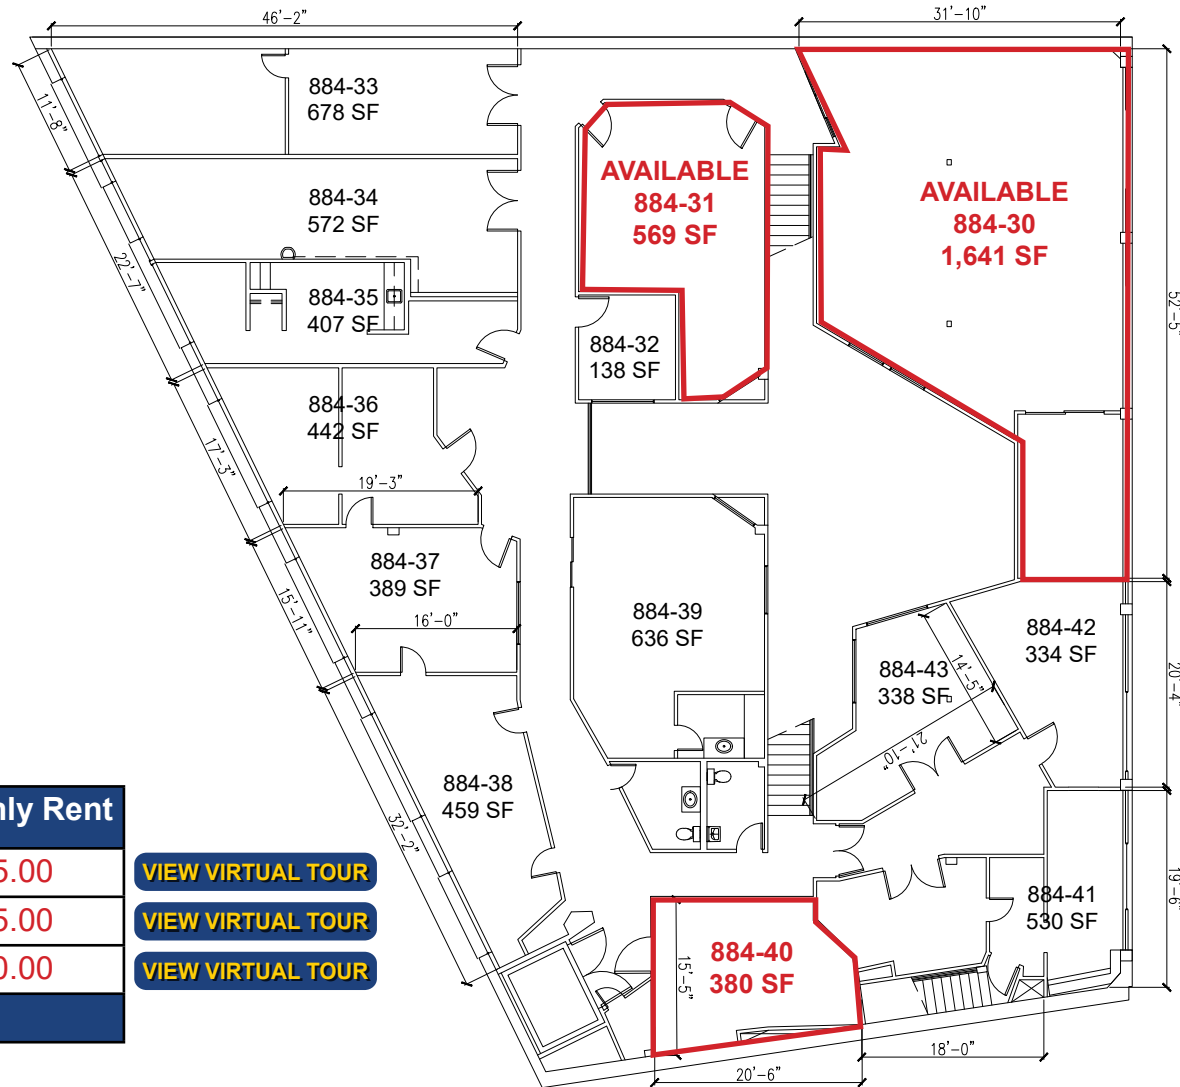 46'-2"
31'-10"
11'-8"
884-33
678 SF
AVAILABLE
884-31
569 SF
AVAILABLE
884-30
1,641 SF
884-34
572 SF
22'-7"
884-35
407 SF
52'-5"
884-32
138 SF
884-36
442 SF
17'-3"
19'-3"
884-37
389 SF
15'-11"
16'-0"
884-39
636 SF
884-42
334 SF
884-43
338 SF
14'-5"
20'-4"
21'-10"
884-38
459 SF
32'-2"
nly Rent
5.00
VIEW VIRTUAL TOUR
5.00
VIEW VIRTUAL TOUR
0.00
VIEW VIRTUAL TOUR
884-41
530 SF
19'-6"
884-40
380 SF
15'-5"
18'-0"
20'-6"